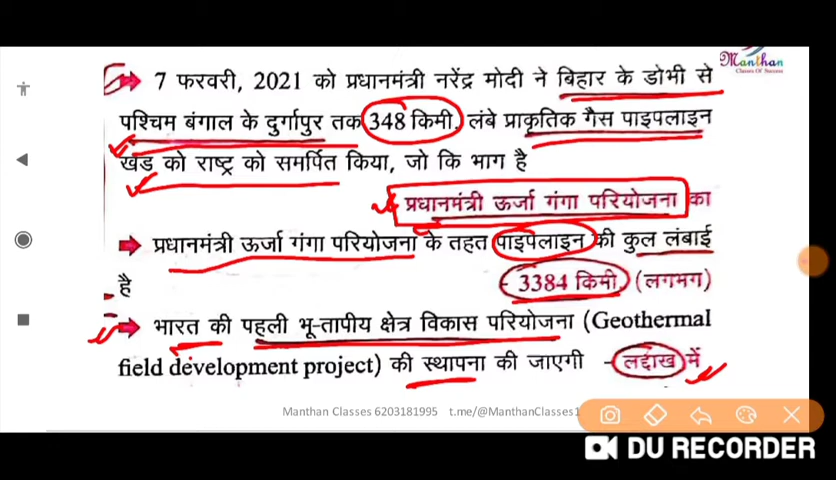 Manthan
Classes Of Success
7 फरवरी, 2021 को प्रधानमंत्री नरेंद्र मोदी ने बिहार के डोभी से
पश्चिम बंगाल के दुर्गापुर तक 348 किमी. लंबे प्राकृतिक गैस पाइपलाइन
खंड को राष्ट्र को समर्पित किया, जो कि भाग है
प्रधानमंत्री ऊर्जा गंगा परियोजना का
प्रधानमंत्री ऊर्जा गंगा परियोजना के तहत पाइपलाइन की कुल लंबाई
है - 3384 किमी. (लगभग)
भारत की पहली भू-तापीय क्षेत्र विकास परियोजना (Geothermal
field development project) की स्थापना की जाएगी - लद्दाख में
Manthan Classes 6203181995 t.me/@ManthanClasses1
DU RECORDER